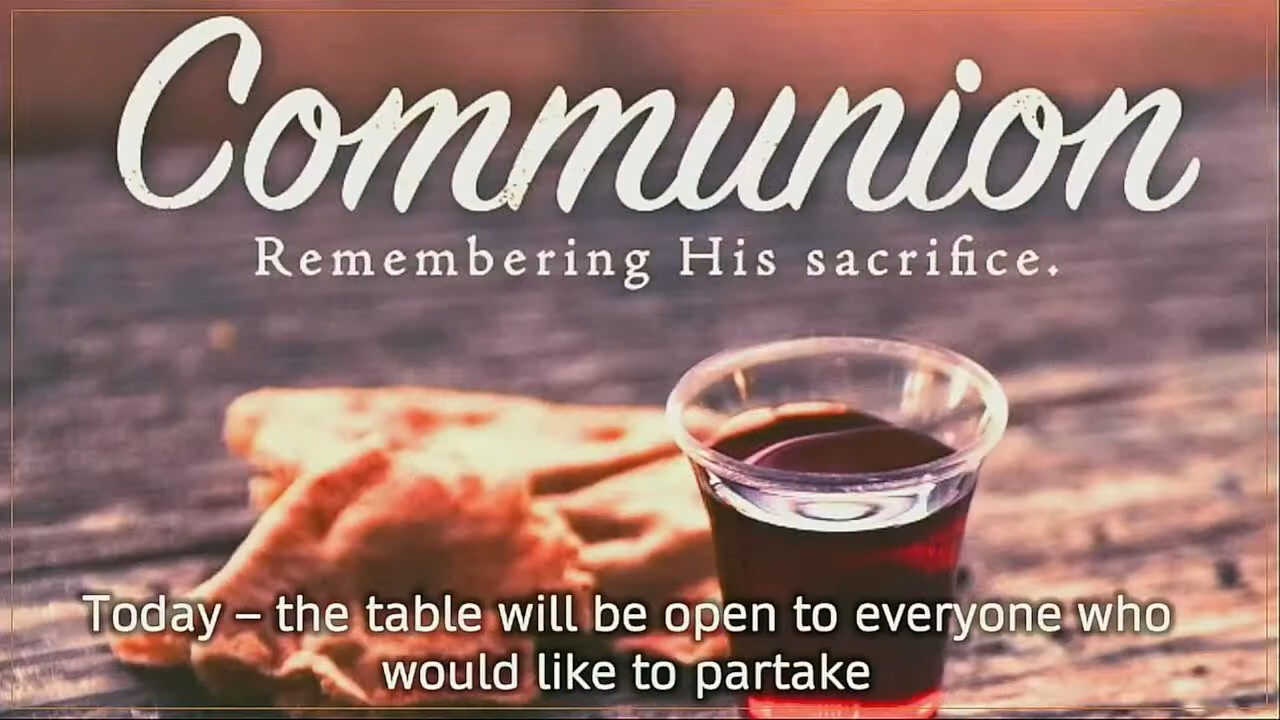 Communion
Remembering His sacrifice.
Today – the table will be open to everyone who
would like to partake